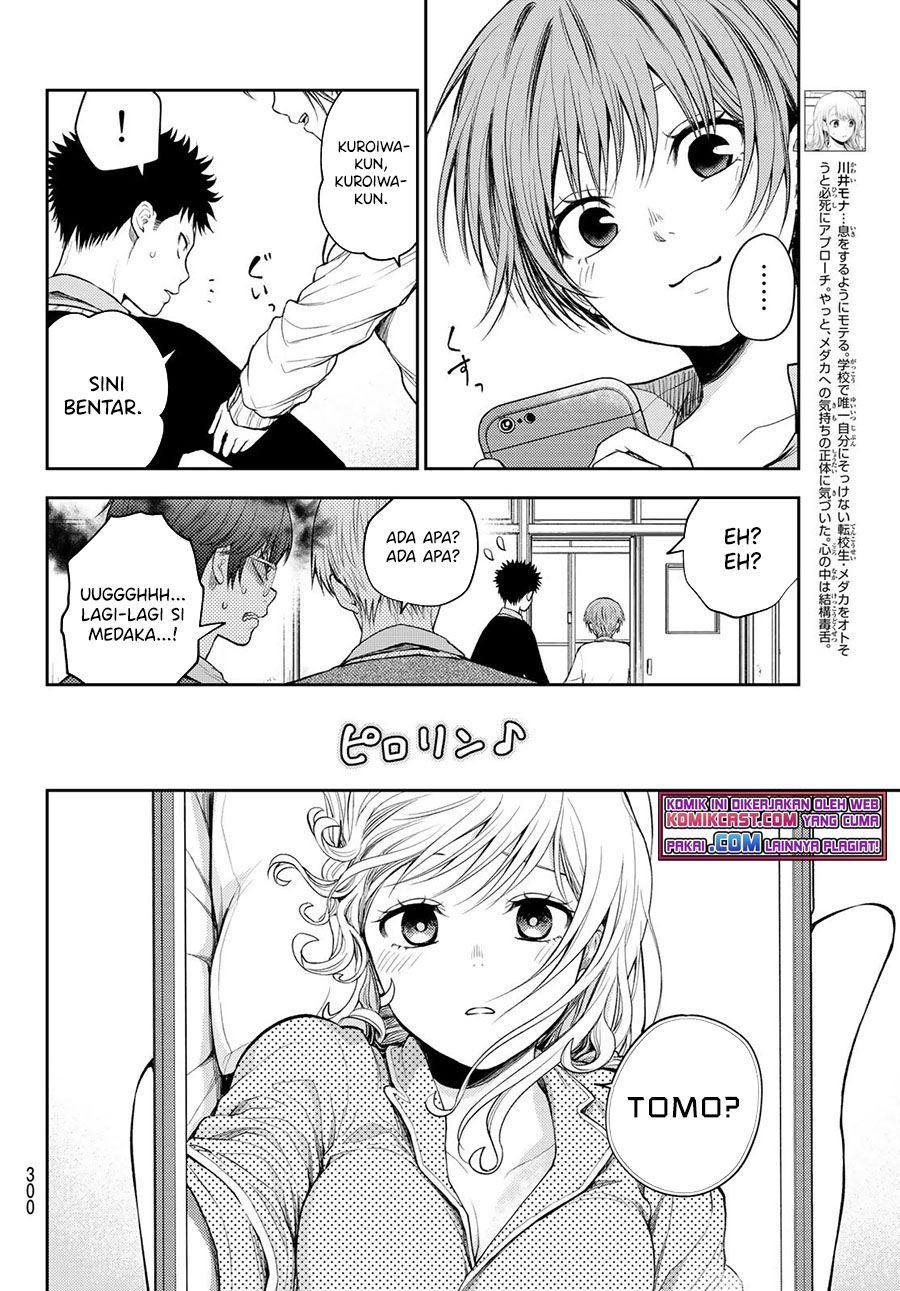 ……
くすっ
KUROIWA-
KUN,
KUROIWA-
KUN.
!
ぐいっ
SINI
BENTAR.
川井モナ…息をするようにモテる。学校で唯一自分にそっけない転校生・メダカをオトそ
うと必死にアプローチ。やっと、メダカへの気持ちの正体に気づいた。心の中は結構毒舌。
EH?
EH?
ADA APA?
ADA APA?
UUGGGHHH...
LAGI-LAGI SI
MEDAKA...!
ピロリン♪
KOMIK INI DIKERJAKAN OLEH WEB
KOMIKCAST.COM YANG CUMA
PAKAI .COM LAINNYA PLAGIAT!
TOMO?
300